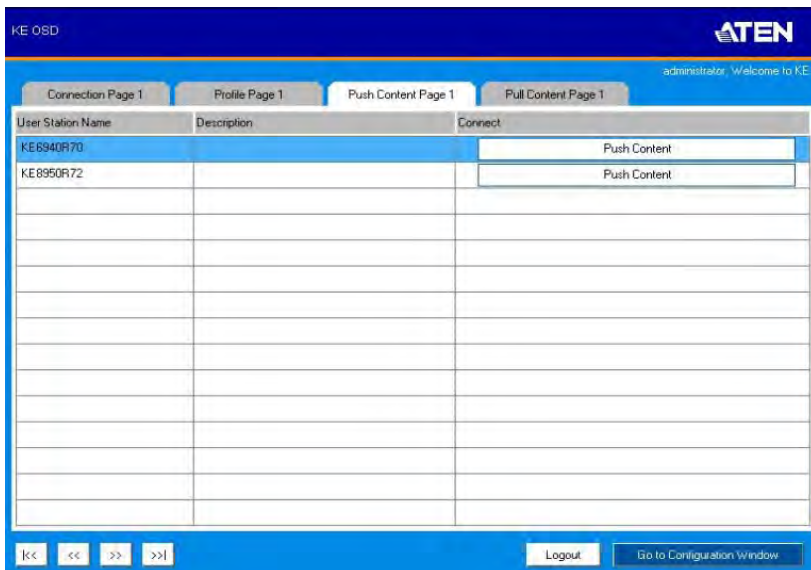 KE OSD
ATEN
administrator, Welcome to KE
Connection Page 1 Profile Page 1 Push Content Page 1 Pull Content Page 1
User Station Name Description Connect
KE6940R70 Push Content
KE8950R72 Push Content
|<< << >> >>| Logout Go to Configuration Window